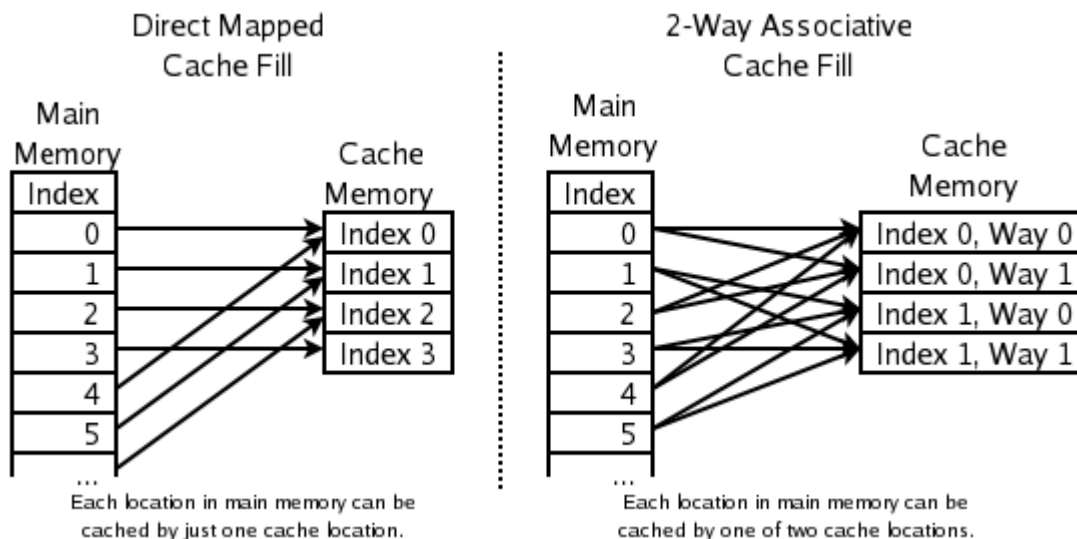 Direct Mapped
Cache Fill
Main
Memory
Index
0
1
2
3
4
5
...
Cache
Memory
Index 0
Index 1
Index 2
Index 3
Each location in main memory can be
cached by just one cache location.
2-Way Associative
Cache Fill
Main
Memory
Index
0
1
2
3
4
5
...
Cache
Memory
Index 0, Way 0
Index 0, Way 1
Index 1, Way 0
Index 1, Way 1
Each location in main memory can be
cached by one of two cache locations.